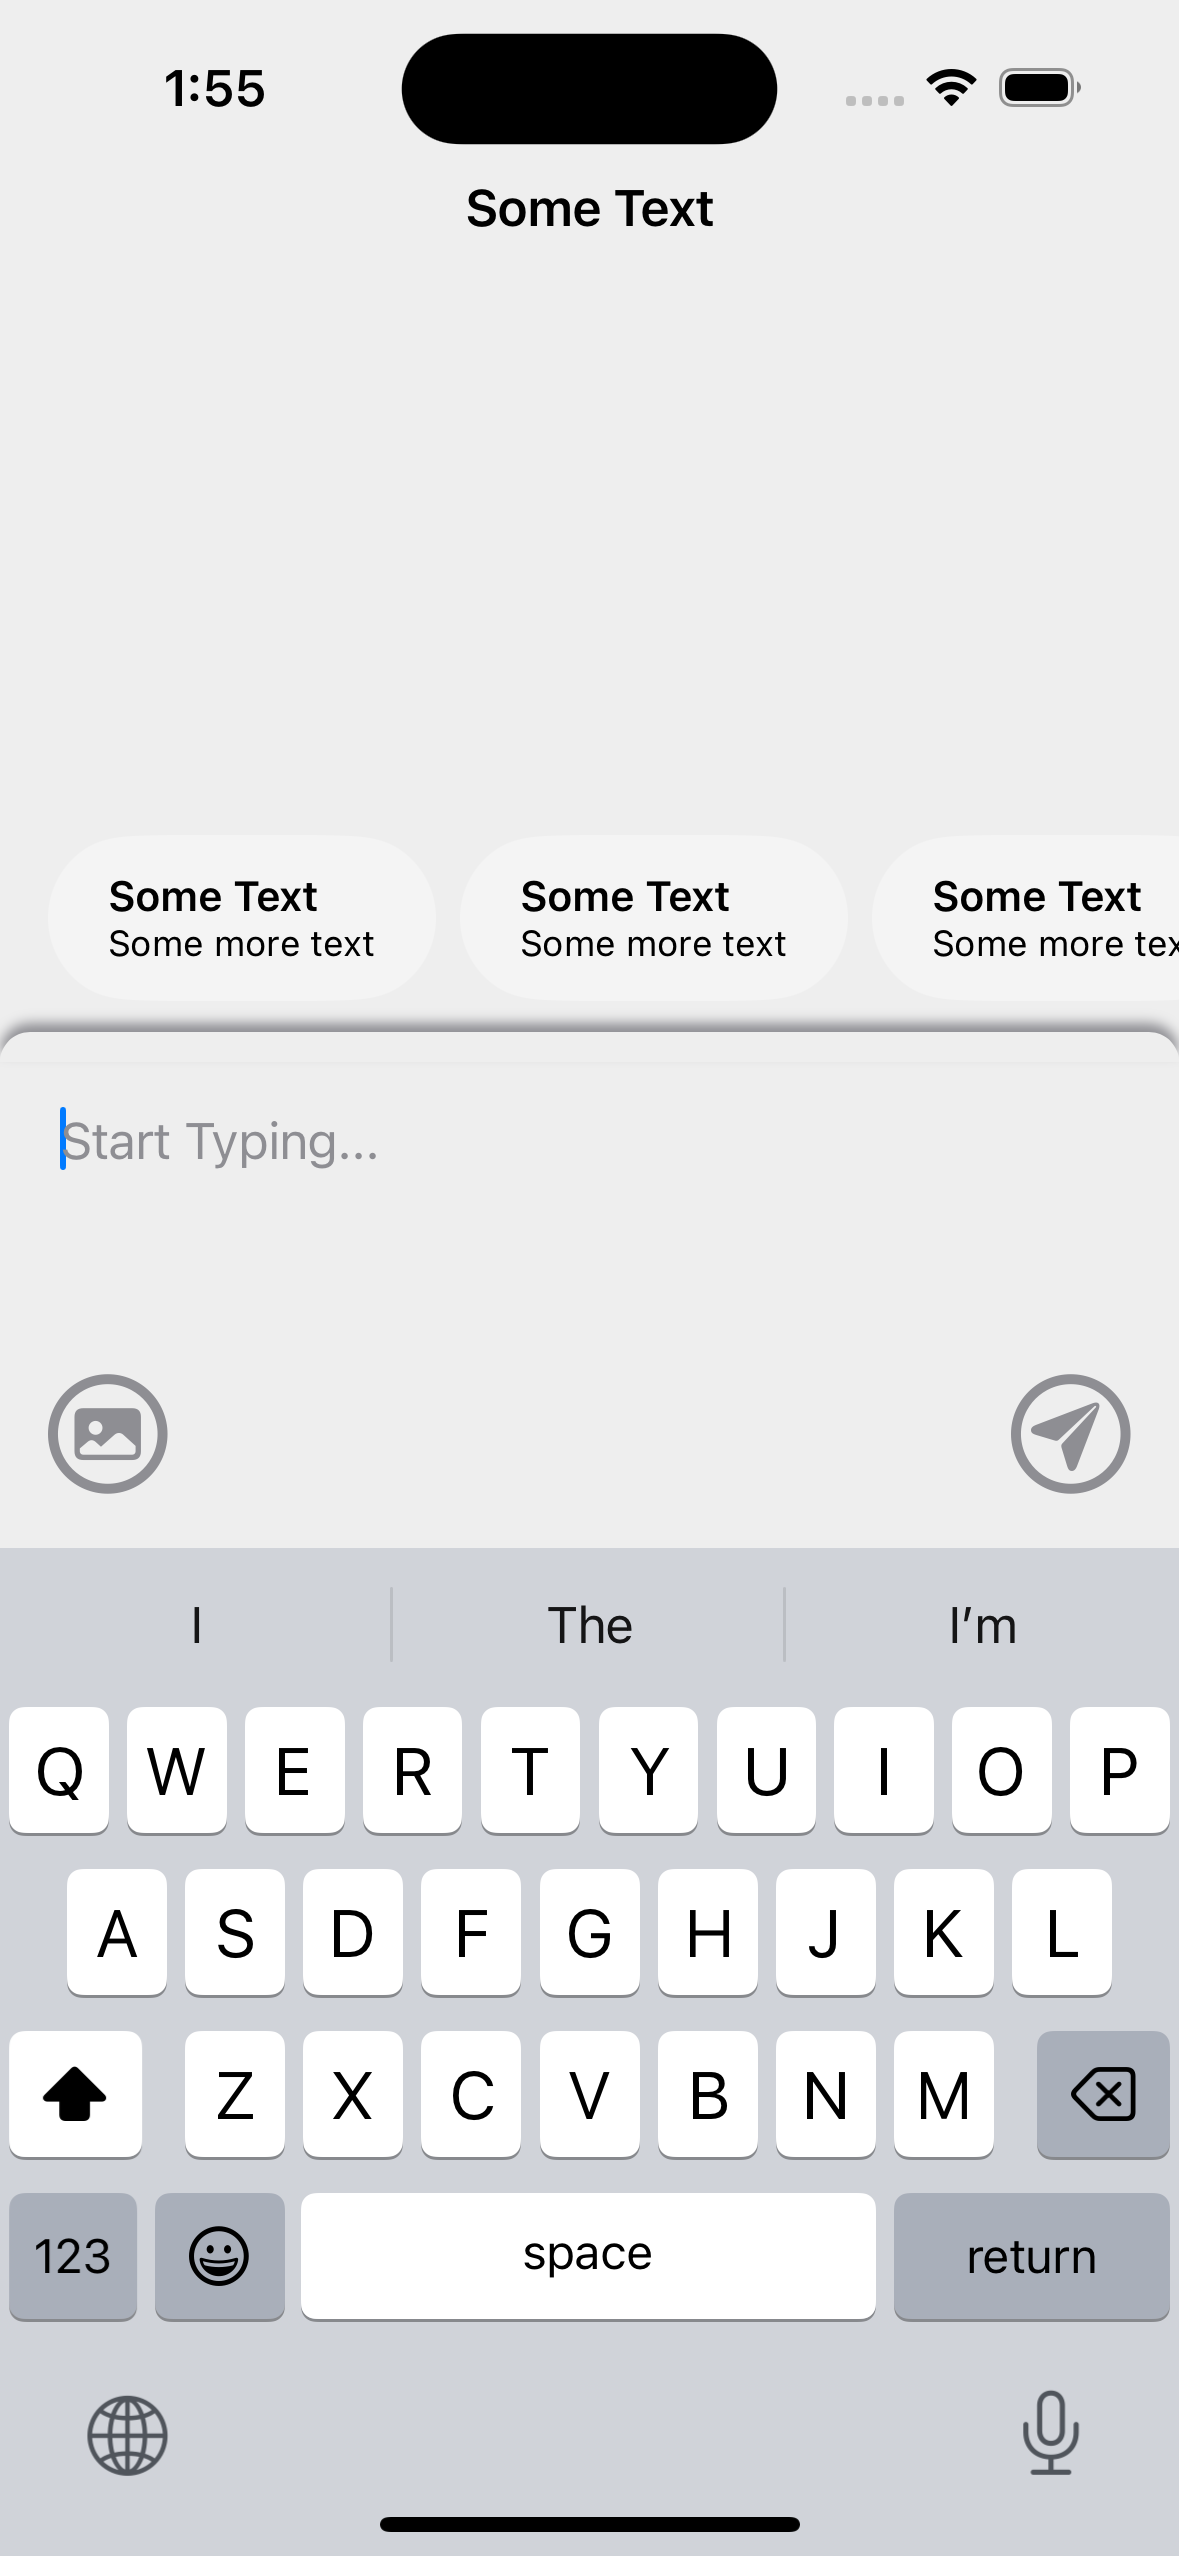 1:55
Some Text
Some Text Some Text Some Text
Some more text Some more text Some more tex
Start Typing...
I The I’m
Q W E R T Y U I O P
A S D F G H J K L
Z X C V B N M
123 space return